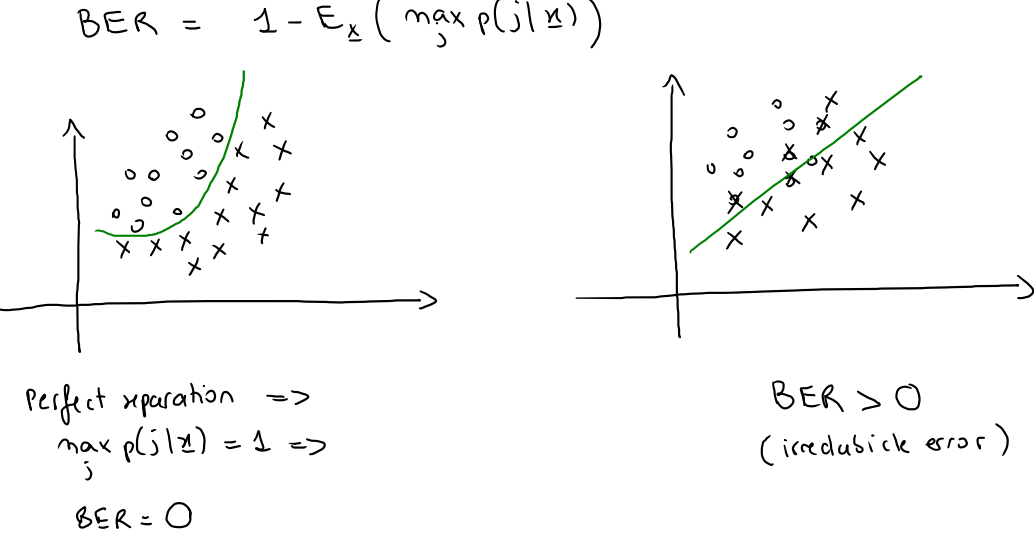 BER = 1 - E_x ( max_j p(j|x) )
Perfect separation =>
max_j p(j|x) = 1 =>
BER = 0
BER > 0
(irreducible error)